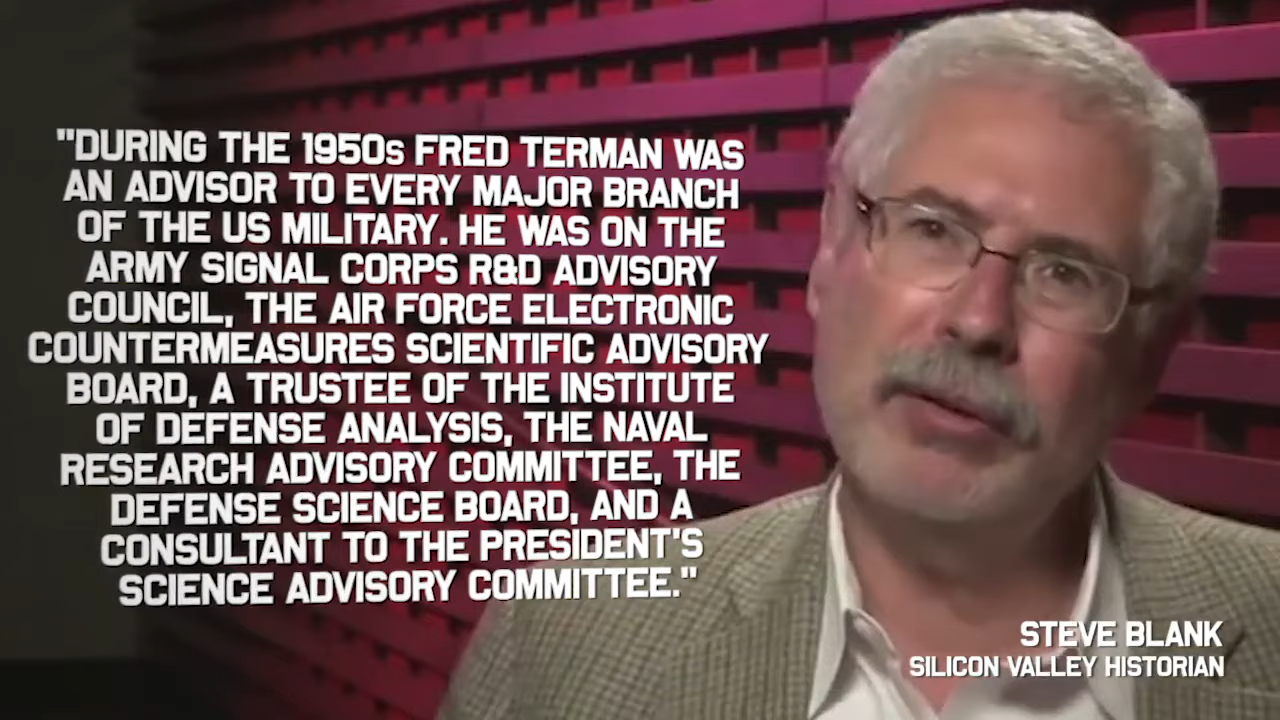 "DURING THE 1950s FRED TERMAN WAS
AN ADVISOR TO EVERY MAJOR BRANCH
OF THE US MILITARY. HE WAS ON THE
ARMY SIGNAL CORPS R&D ADVISORY
COUNCIL, THE AIR FORCE ELECTRONIC
COUNTERMEASURES SCIENTIFIC ADVISORY
BOARD, A TRUSTEE OF THE INSTITUTE
OF DEFENSE ANALYSIS, THE NAVAL
RESEARCH ADVISORY COMMITTEE, THE
DEFENSE SCIENCE BOARD, AND A
CONSULTANT TO THE PRESIDENT'S
SCIENCE ADVISORY COMMITTEE."
STEVE BLANK
SILICON VALLEY HISTORIAN